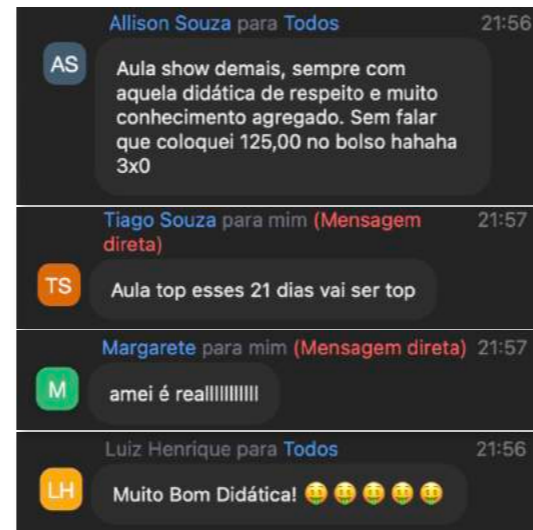 Allison Souza para Todos 21:56
AS
Aula show demais, sempre com
aquela didática de respeito e muito
conhecimento agregado. Sem falar
que coloquei 125,00 no bolso hahaha
3x0
Tiago Souza para mim (Mensagem 21:57
direta)
TS
Aula top esses 21 dias vai ser top
Margarete para mim (Mensagem direta) 21:57
M
amei é realllllllllll
Luiz Henrique para Todos 21:56
LH
Muito Bom Didática! 🤑🤑🤑🤑🤑